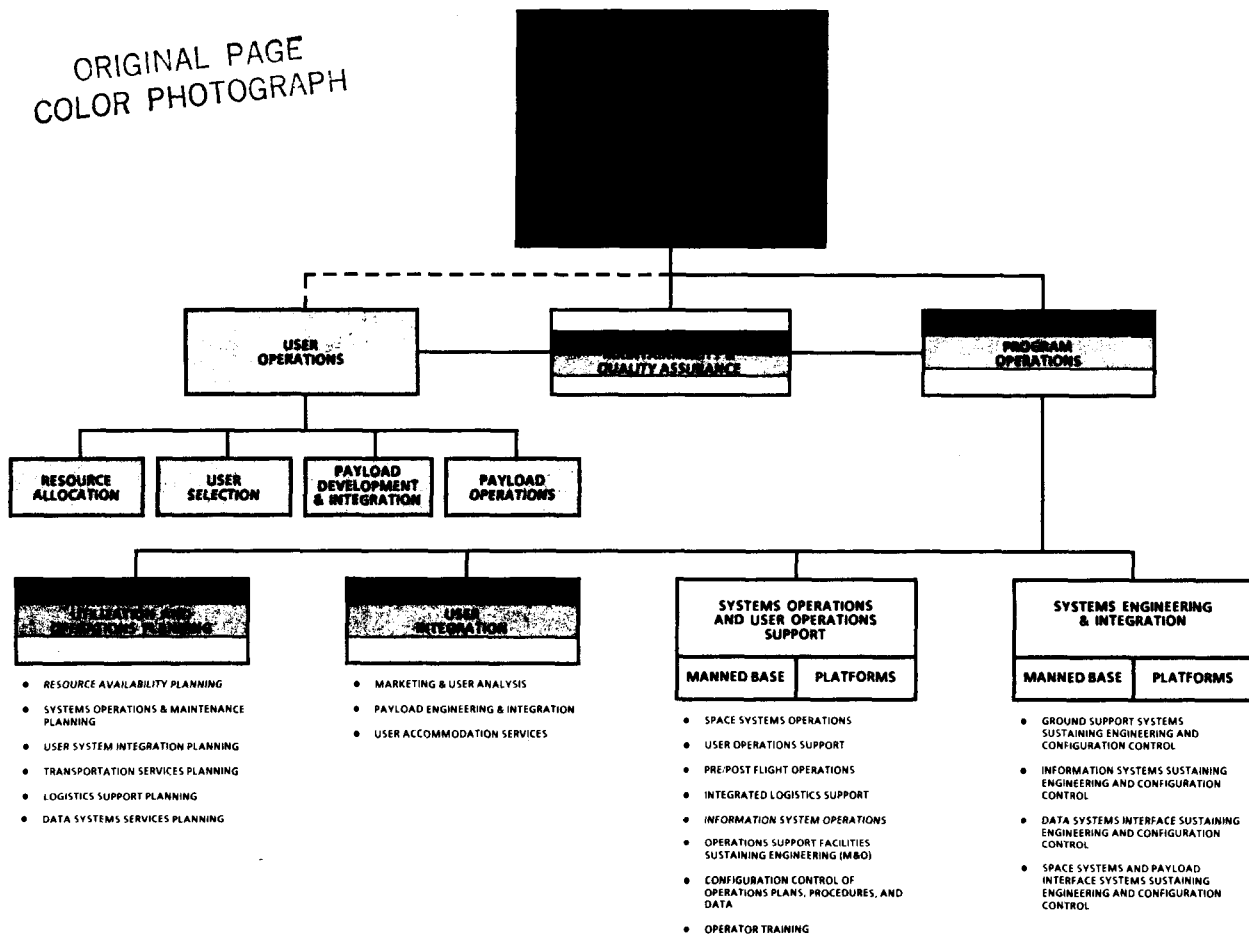 ORIGINAL PAGE
COLOR PHOTOGRAPH
USER
OPERATIONS
QUALITY ASSURANCE
PROGRAM
OPERATIONS
RESOURCE
ALLOCATION
USER
SELECTION
PAYLOAD
DEVELOPMENT
& INTEGRATION
PAYLOAD
OPERATIONS
UTILIZATION AND
OPERATIONS PLANNING
• RESOURCE AVAILABILITY PLANNING
• SYSTEMS OPERATIONS & MAINTENANCE
PLANNING
• USER SYSTEM INTEGRATION PLANNING
• TRANSPORTATION SERVICES PLANNING
• LOGISTICS SUPPORT PLANNING
• DATA SYSTEMS SERVICES PLANNING
USER
INTEGRATION
• MARKETING & USER ANALYSIS
• PAYLOAD ENGINEERING & INTEGRATION
• USER ACCOMMODATION SERVICES
SYSTEMS OPERATIONS
AND USER OPERATIONS
SUPPORT
MANNED BASE
PLATFORMS
• SPACE SYSTEMS OPERATIONS
• USER OPERATIONS SUPPORT
• PRE/POST FLIGHT OPERATIONS
• INTEGRATED LOGISTICS SUPPORT
• INFORMATION SYSTEM OPERATIONS
• OPERATIONS SUPPORT FACILITIES
SUSTAINING ENGINEERING (M&O)
• CONFIGURATION CONTROL OF
OPERATIONS PLANS, PROCEDURES, AND
DATA
• OPERATOR TRAINING
SYSTEMS ENGINEERING
& INTEGRATION
MANNED BASE
PLATFORMS
• GROUND SUPPORT SYSTEMS
SUSTAINING ENGINEERING AND
CONFIGURATION CONTROL
• INFORMATION SYSTEMS SUSTAINING
ENGINEERING AND CONFIGURATION
CONTROL
• DATA SYSTEMS INTERFACE SUSTAINING
ENGINEERING AND CONFIGURATION
CONTROL
• SPACE SYSTEMS AND PAYLOAD
INTERFACE SYSTEMS SUSTAINING
ENGINEERING AND CONFIGURATION
CONTROL